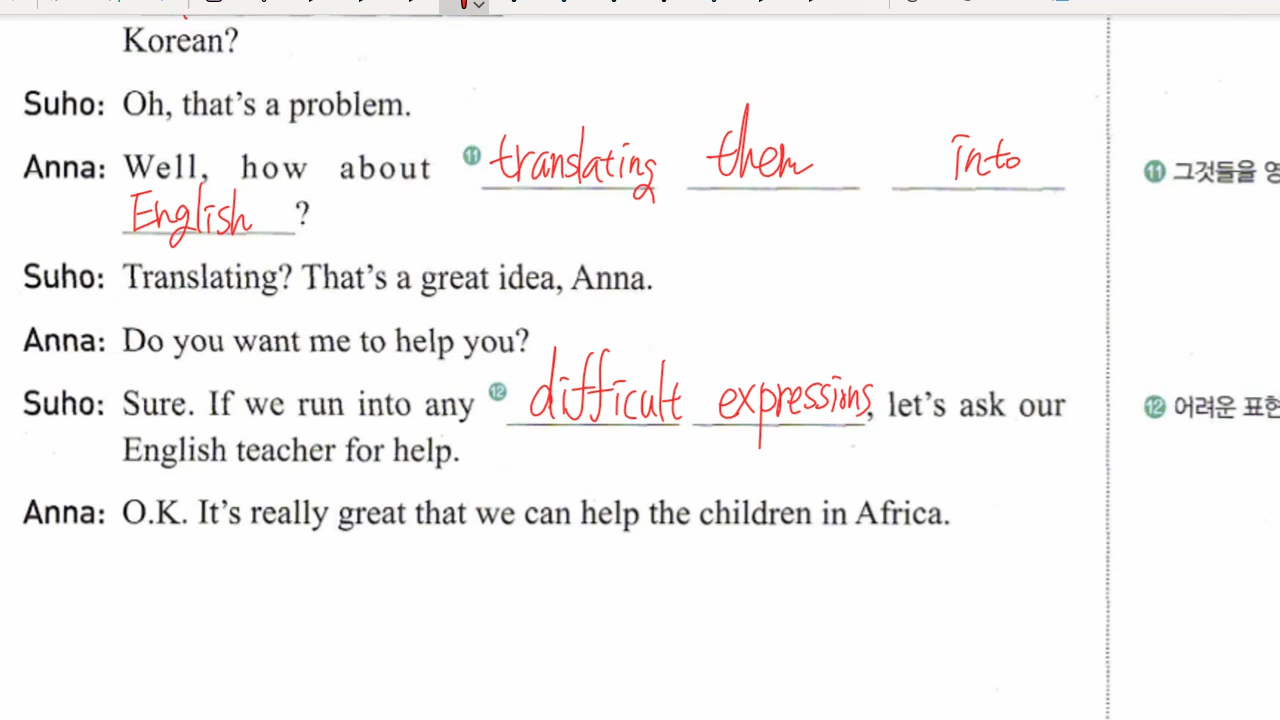 Korean?
Suho: Oh, that's a problem.
Anna: Well, how about ⑪ translating them into
⑪ 그것들을 영
English ?
Suho: Translating? That's a great idea, Anna.
Anna: Do you want me to help you?
Suho: Sure. If we run into any ⑫ difficult expressions, let's ask our
⑫ 어려운 표현
English teacher for help.
Anna: O.K. It's really great that we can help the children in Africa.